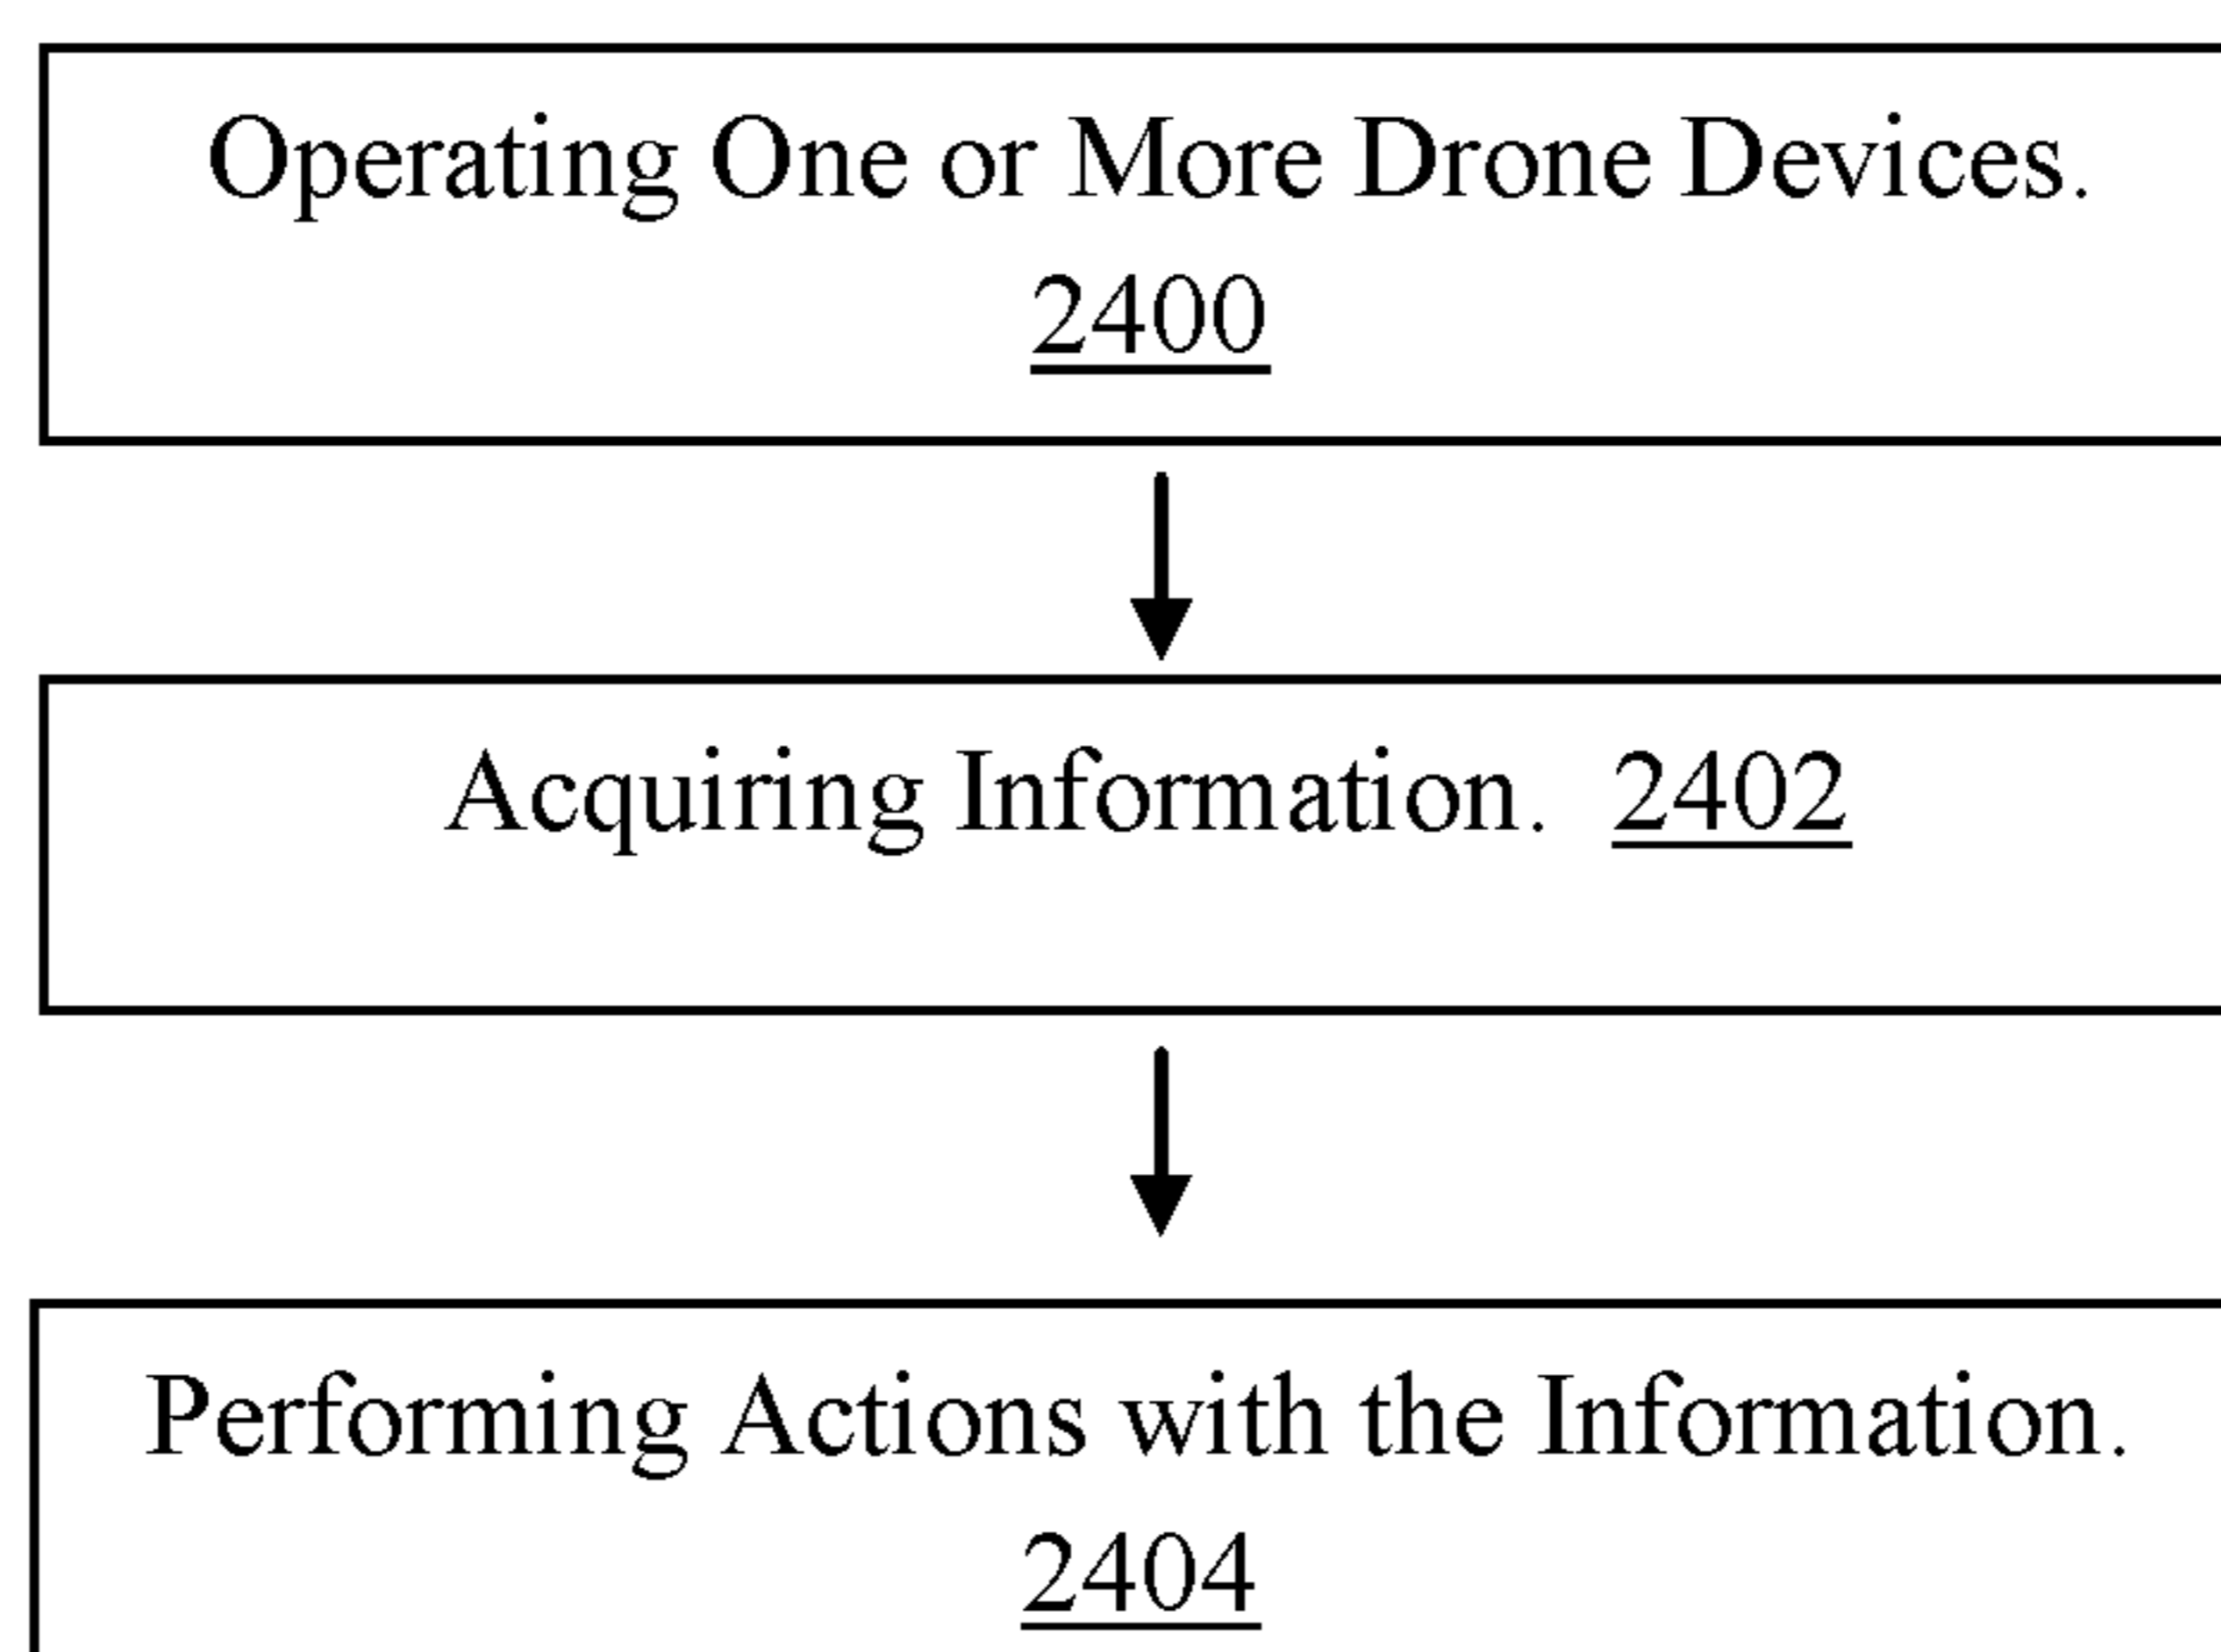 Operating One or More Drone Devices.
2400
Acquiring Information. 2402
Performing Actions with the Information.
2404